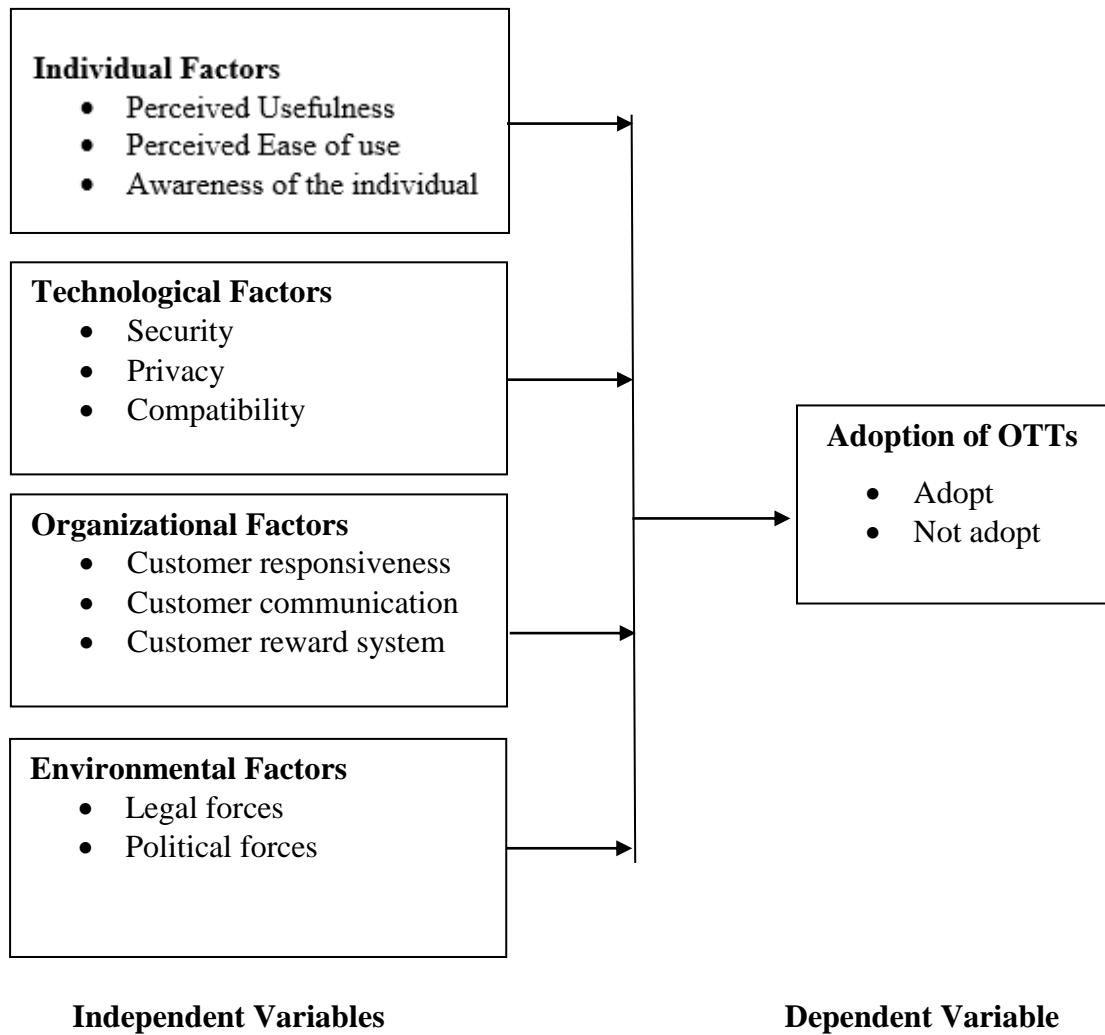 Individual Factors
• Perceived Usefulness
• Perceived Ease of use
• Awareness of the individual
Technological Factors
• Security
• Privacy
• Compatibility
Organizational Factors
• Customer responsiveness
• Customer communication
• Customer reward system
Environmental Factors
• Legal forces
• Political forces
Adoption of OTTs
• Adopt
• Not adopt
Independent Variables
Dependent Variable